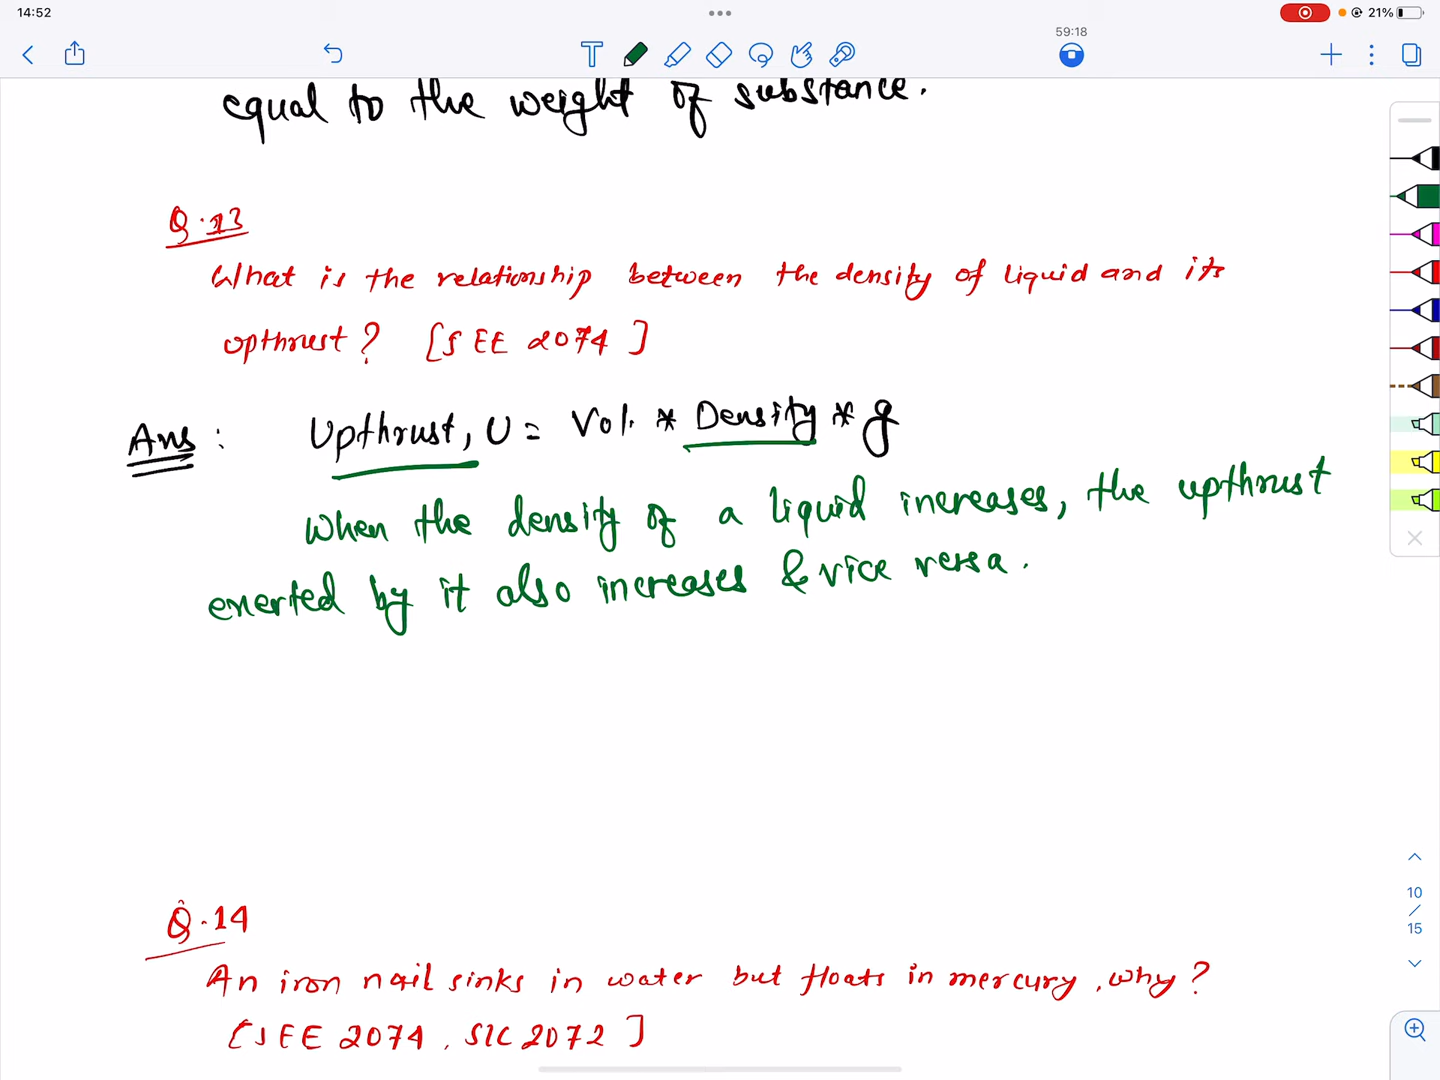 14:52
21%
59:18
equal to the weight of substance.
Q.13
What is the relationship between the density of liquid and its
upthrust? [SEE 2074]
Ans : Upthrust, U = Vol. * Density * g
When the density of a liquid increases, the upthrust
exerted by it also increases & vice versa.
10
/
15
Q.14
An iron nail sinks in water but floats in mercury, why?
[SEE 2074, SLC 2072]